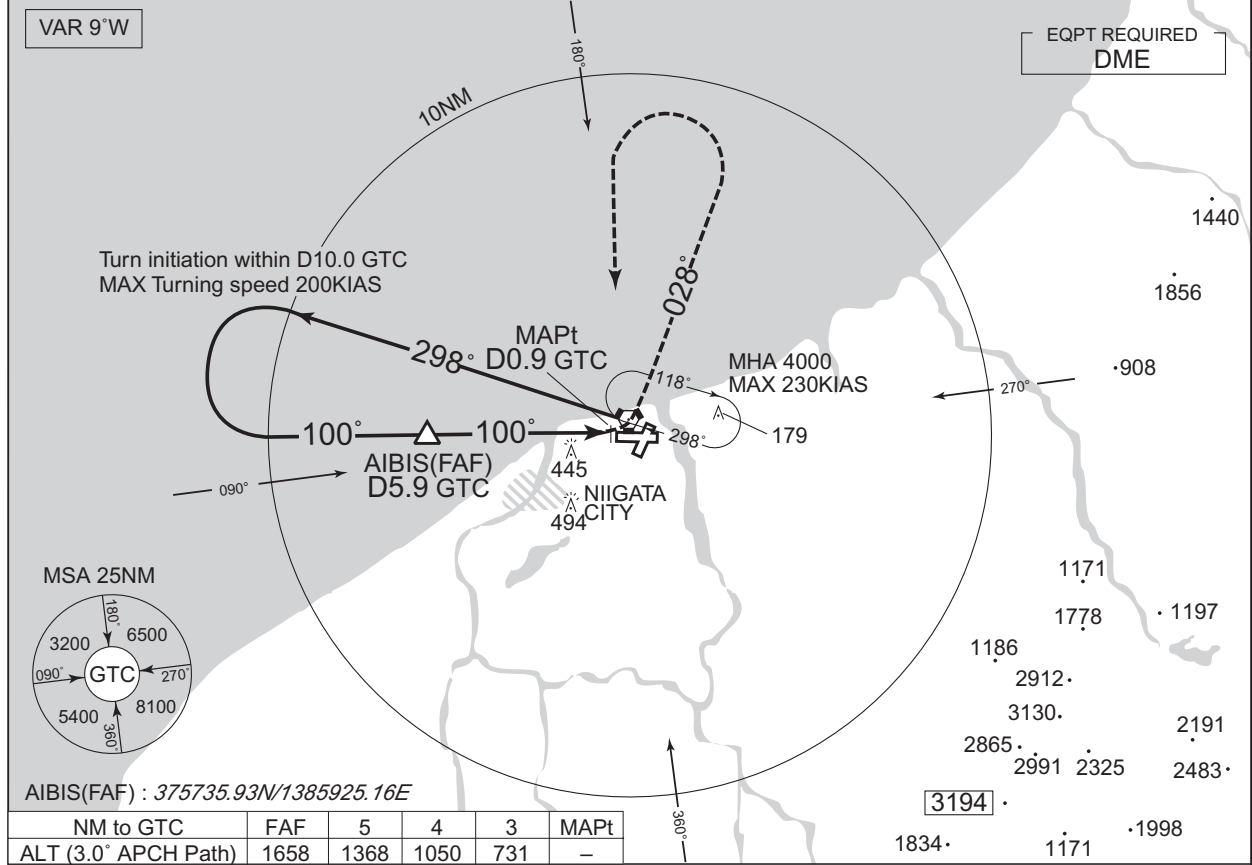 VAR 9°W
180°
EQPT REQUIRED
DME
10NM
1440
Turn initiation within D10.0 GTC
MAX Turning speed 200KIAS
1856
028°
298°
MAPt
D0.9 GTC
MHA 4000
MAX 230KIAS
118°
908
270°
179
298°
100°
100°
AIBIS(FAF)
D5.9 GTC
445
090°
494
NIIGATA
CITY
MSA 25NM
180°
3200
6500
090°
GTC
270°
5400
8100
360°
1171
1778
1197
1186
2912
3130
2191
2865
2991
2325
2483
3194
360°
1998
1834
1171
AIBIS(FAF) : 375735.93N/1385925.16E
NM to GTC FAF 5 4 3 MAPt
ALT (3.0° APCH Path) 1658 1368 1050 731 –